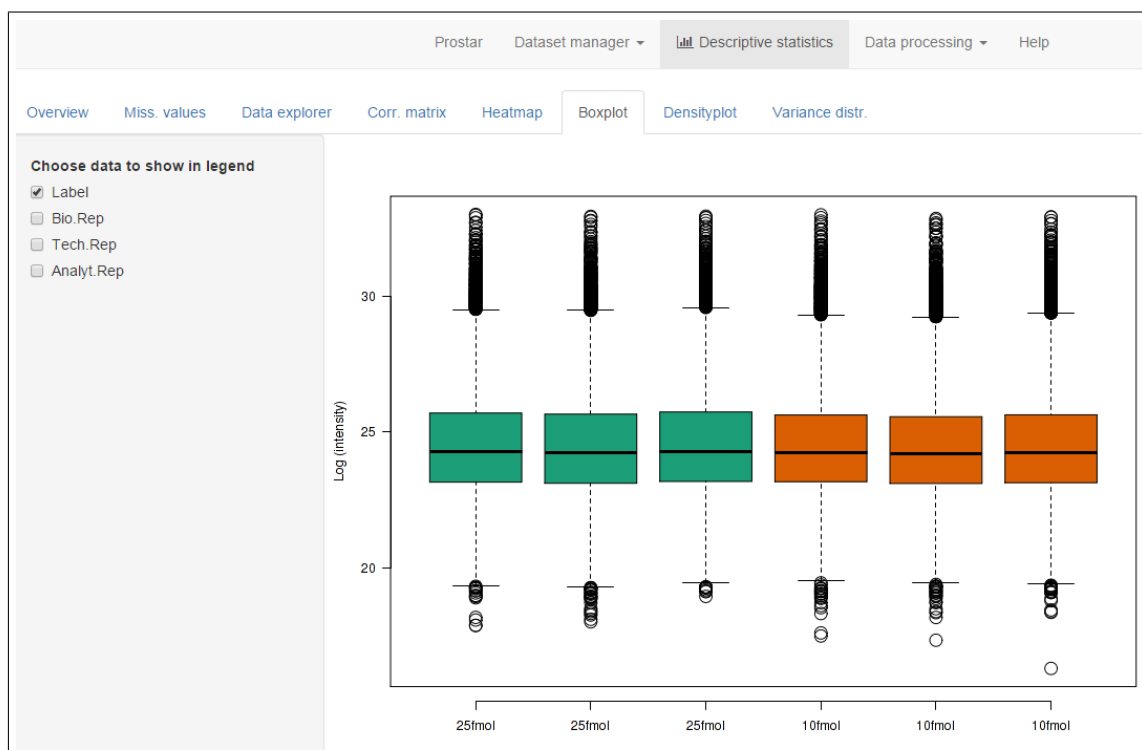 Prostar Dataset manager Descriptive statistics Data processing Help
Overview Miss. values Data explorer Corr. matrix Heatmap Boxplot Densityplot Variance distr.
Choose data to show in legend
Label
Bio.Rep
Tech.Rep
Analyt.Rep
Log (intensity)
30
25
20
25fmol 25fmol 25fmol 10fmol 10fmol 10fmol